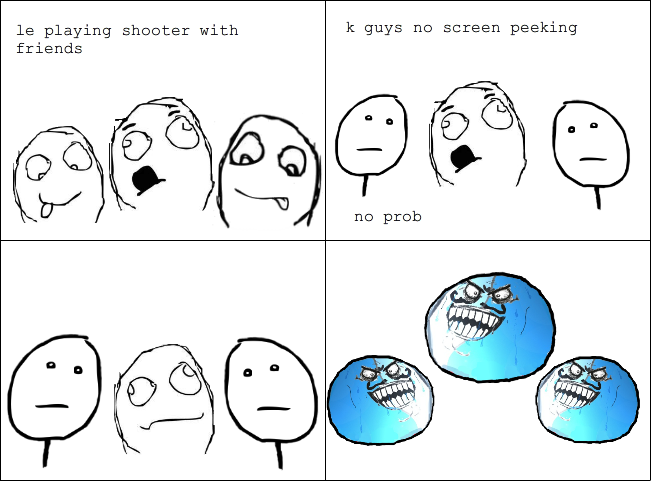 le playing shooter with
friends
k guys no screen peeking
no prob